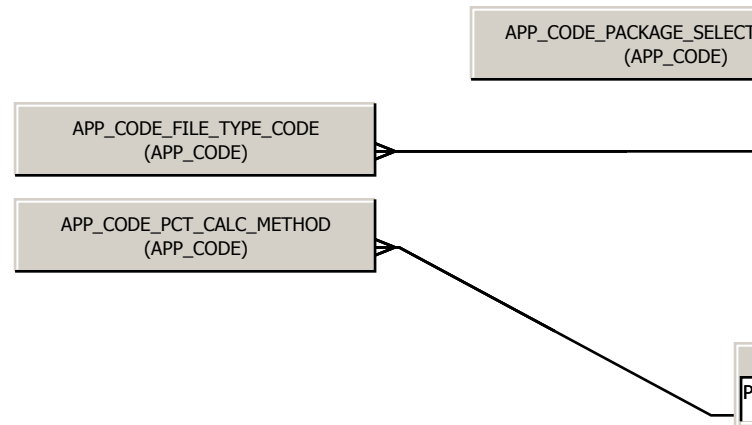 APP_CODE_PACKAGE_SELECT
(APP_CODE)
APP_CODE_FILE_TYPE_CODE
(APP_CODE)
APP_CODE_PCT_CALC_METHOD
(APP_CODE)
P